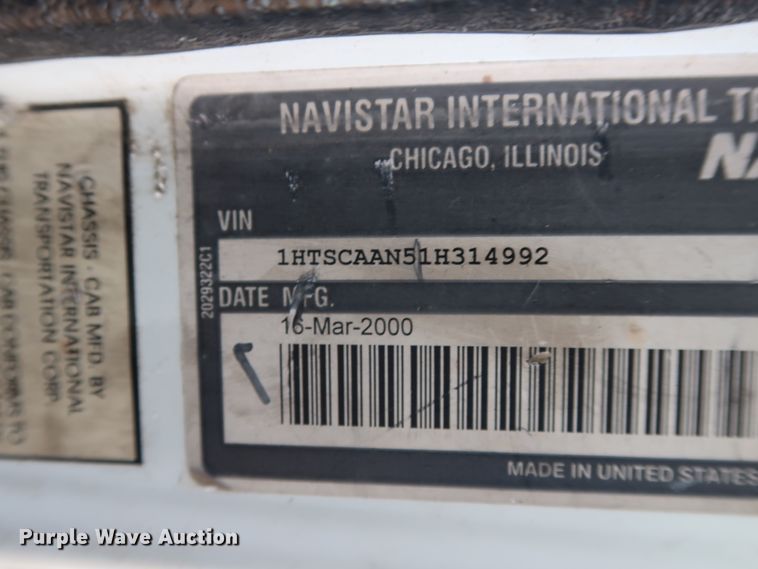 NAVISTAR INTERNATIONAL
CHICAGO, ILLINOIS
VIN
1HTSCAAN51H314992
DATE MFG.
16-Mar-2000
MADE IN UNITED STATES
2029322C1
CHASSIS - CAB MFD. BY
NAVISTAR INTERNATIONAL
TRANSPORTATION CORP.
Purple Wave Auction